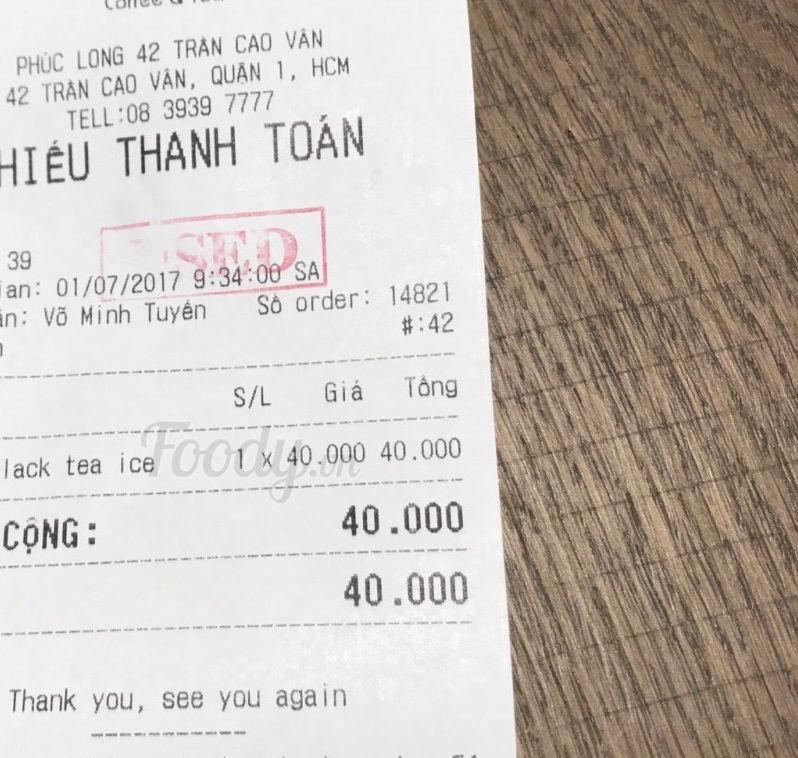 PHÚC LONG 42 TRẦN CAO VÂN
42 TRẦN CAO VÂN, QUẬN 1, HCM
TELL:08 3939 7777
HIẾU THANH TOÁN
USED
39
ian: 01/07/2017 9:34:00 SA
ân: Võ Minh Tuyên Số order: 14821
#:42
S/L Giá Tổng
lack tea ice 1 x 40.000 40.000
Foody.vn
CỘNG: 40.000
40.000
Thank you, see you again